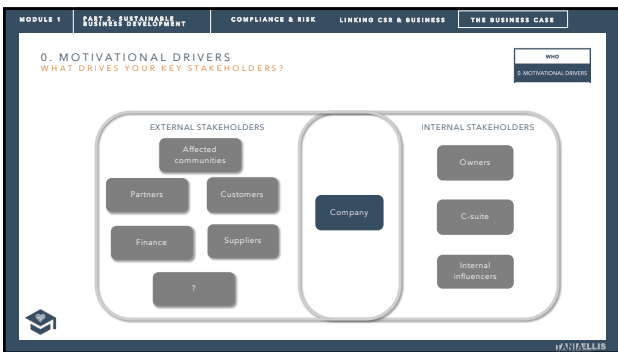 MODULE 1
PART 2. SUSTAINABLE
BUSINESS DEVELOPMENT
COMPLIANCE & RISK
LINKING CSR & BUSINESS
THE BUSINESS CASE
0. MOTIVATIONAL DRIVERS
WHAT DRIVES YOUR KEY STAKEHOLDERS?
WHO
0. MOTIVATIONAL DRIVERS
EXTERNAL STAKEHOLDERS
INTERNAL STAKEHOLDERS
Affected
communities
Owners
Partners
Customers
Company
C-suite
Finance
Suppliers
Internal
influencers
?
TANIAELLIS